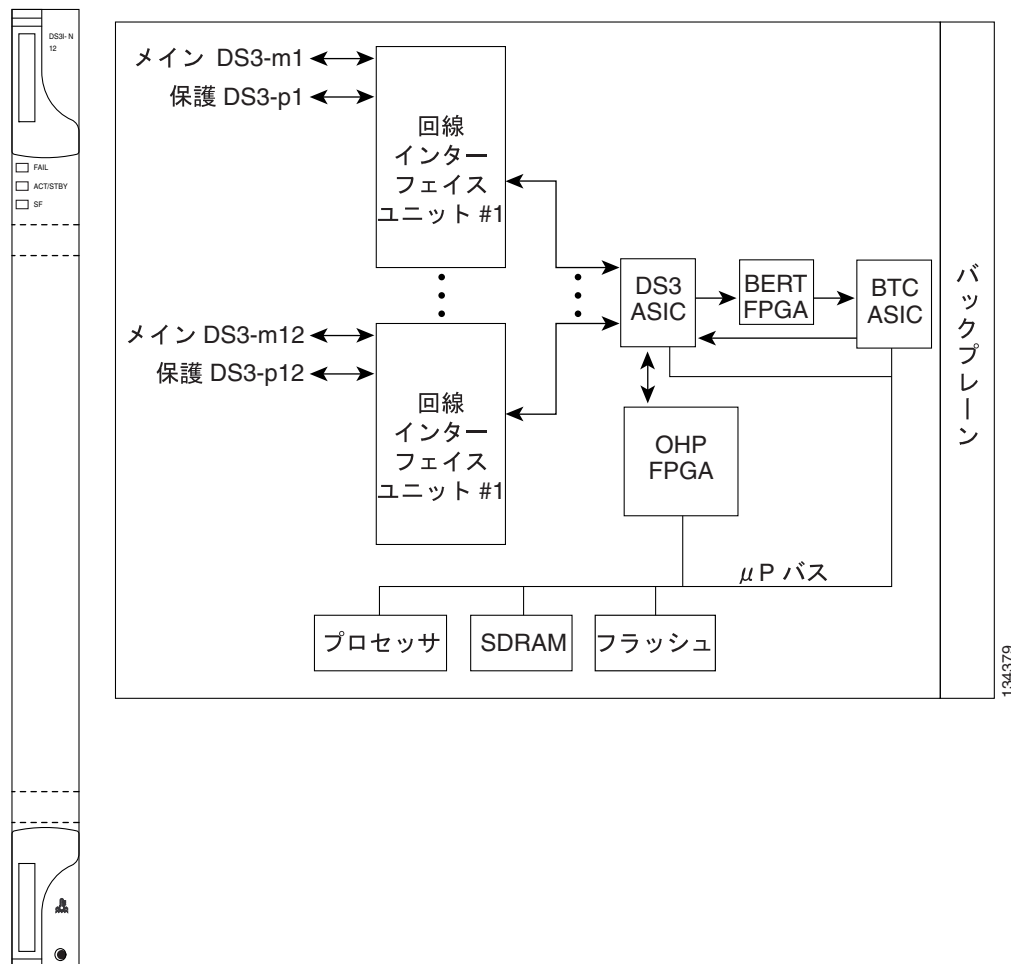 DS3I- N
12
FAIL
ACT/STBY
SF
メイン DS3-m1
保護 DS3-p1
回線
インター
フェイス
ユニット #1
メイン DS3-m12
保護 DS3-p12
回線
インター
フェイス
ユニット #1
DS3
ASIC
BERT
FPGA
BTC
ASIC
OHP
FPGA
μP バス
プロセッサ
SDRAM
フラッシュ
バックプレーン
134379